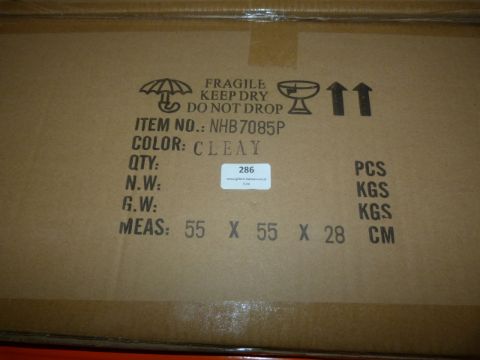 FRAGILE
KEEP DRY
DO NOT DROP
ITEM NO.: NHB7085P
COLOR: CLEAY
QTY: PCS
286
N.W: KGS
G.W: KGS
MEAS: 55 X 55 X 28 CM